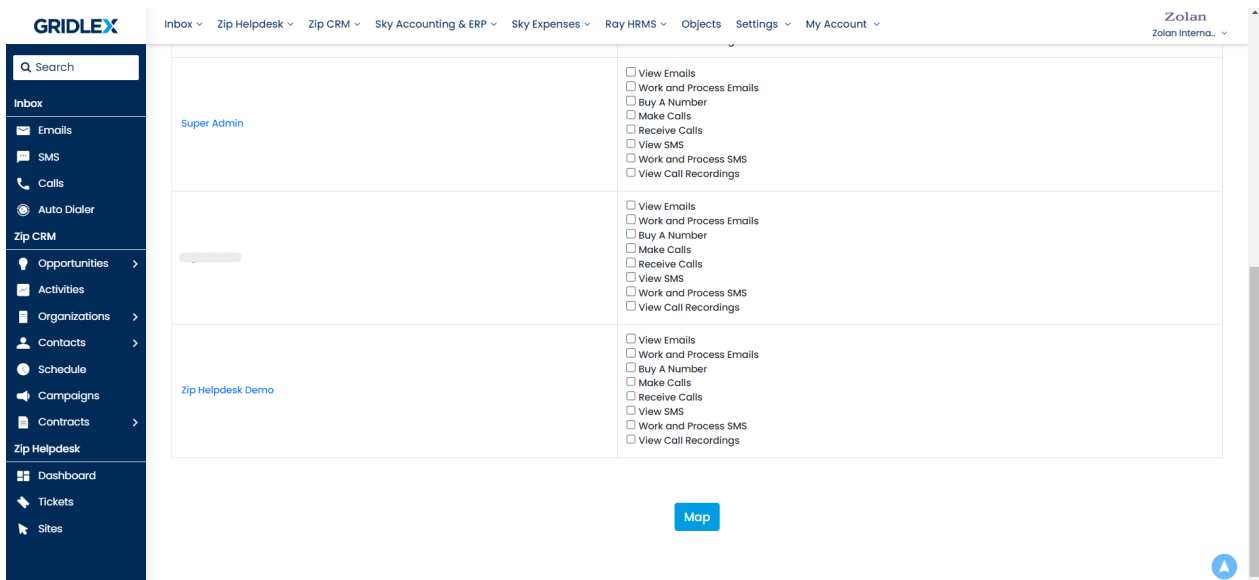 GRIDLEX
Inbox
Zip Helpdesk
Zip CRM
Sky Accounting & ERP
Sky Expenses
Ray HRMS
Objects
Settings
My Account
Zolan
Zolan Interna..
Search
Inbox
Emails
SMS
Calls
Auto Dialer
Zip CRM
Opportunities
Activities
Organizations
Contacts
Schedule
Campaigns
Contracts
Zip Helpdesk
Dashboard
Tickets
Sites
Super Admin
View Emails
Work and Process Emails
Buy A Number
Make Calls
Receive Calls
View SMS
Work and Process SMS
View Call Recordings
View Emails
Work and Process Emails
Buy A Number
Make Calls
Receive Calls
View SMS
Work and Process SMS
View Call Recordings
Zip Helpdesk Demo
View Emails
Work and Process Emails
Buy A Number
Make Calls
Receive Calls
View SMS
Work and Process SMS
View Call Recordings
Map